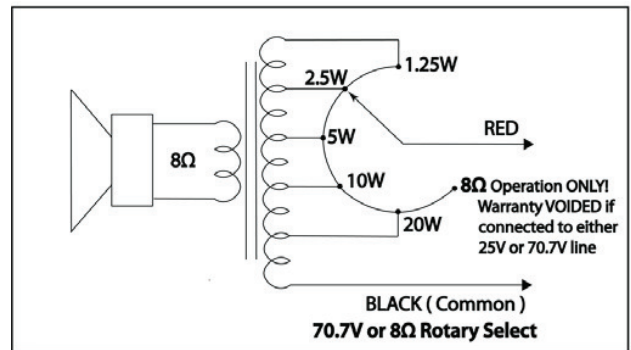 1.25W
2.5W
RED
5W
8Ω
10W
8Ω Operation ONLY!
Warranty VOIDED if
connected to either
25V or 70.7V line
20W
BLACK ( Common )
70.7V or 8Ω Rotary Select